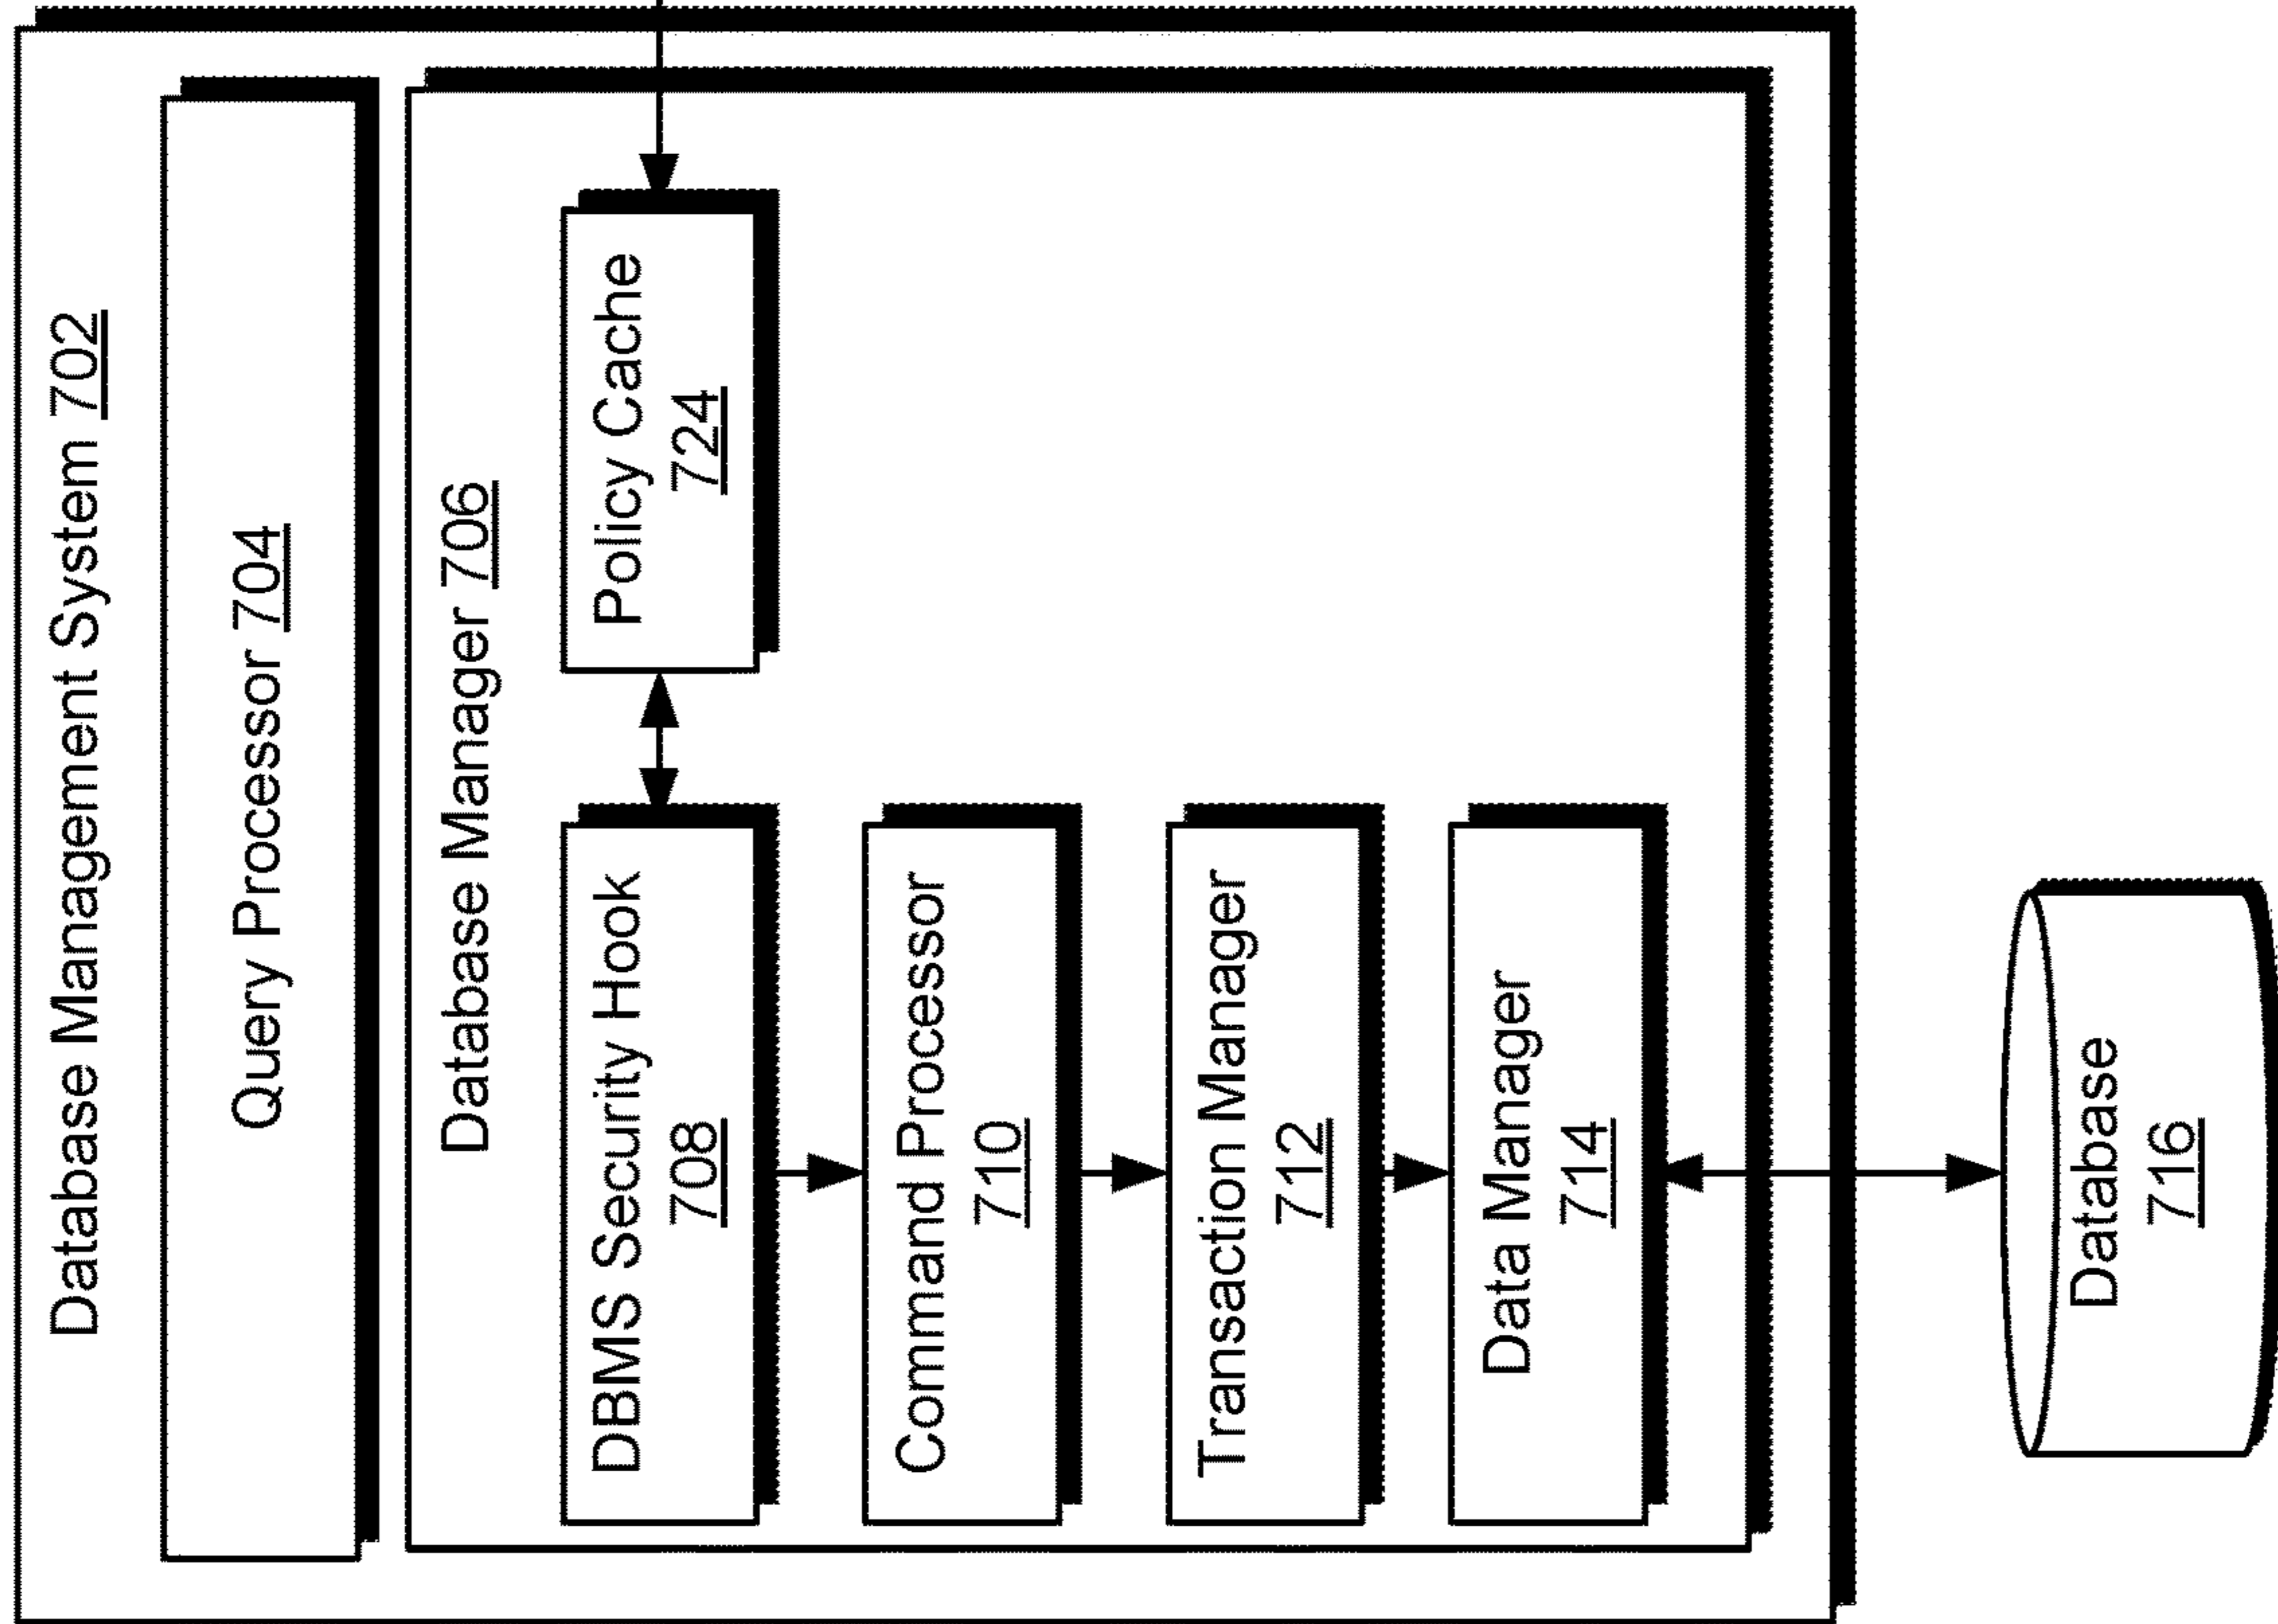 Database Management System 702
Query Processor 704
Database Manager 706
DBMS Security Hook
708
Policy Cache
724
Command Processor
710
Transaction Manager
712
Data Manager
714
Database
716